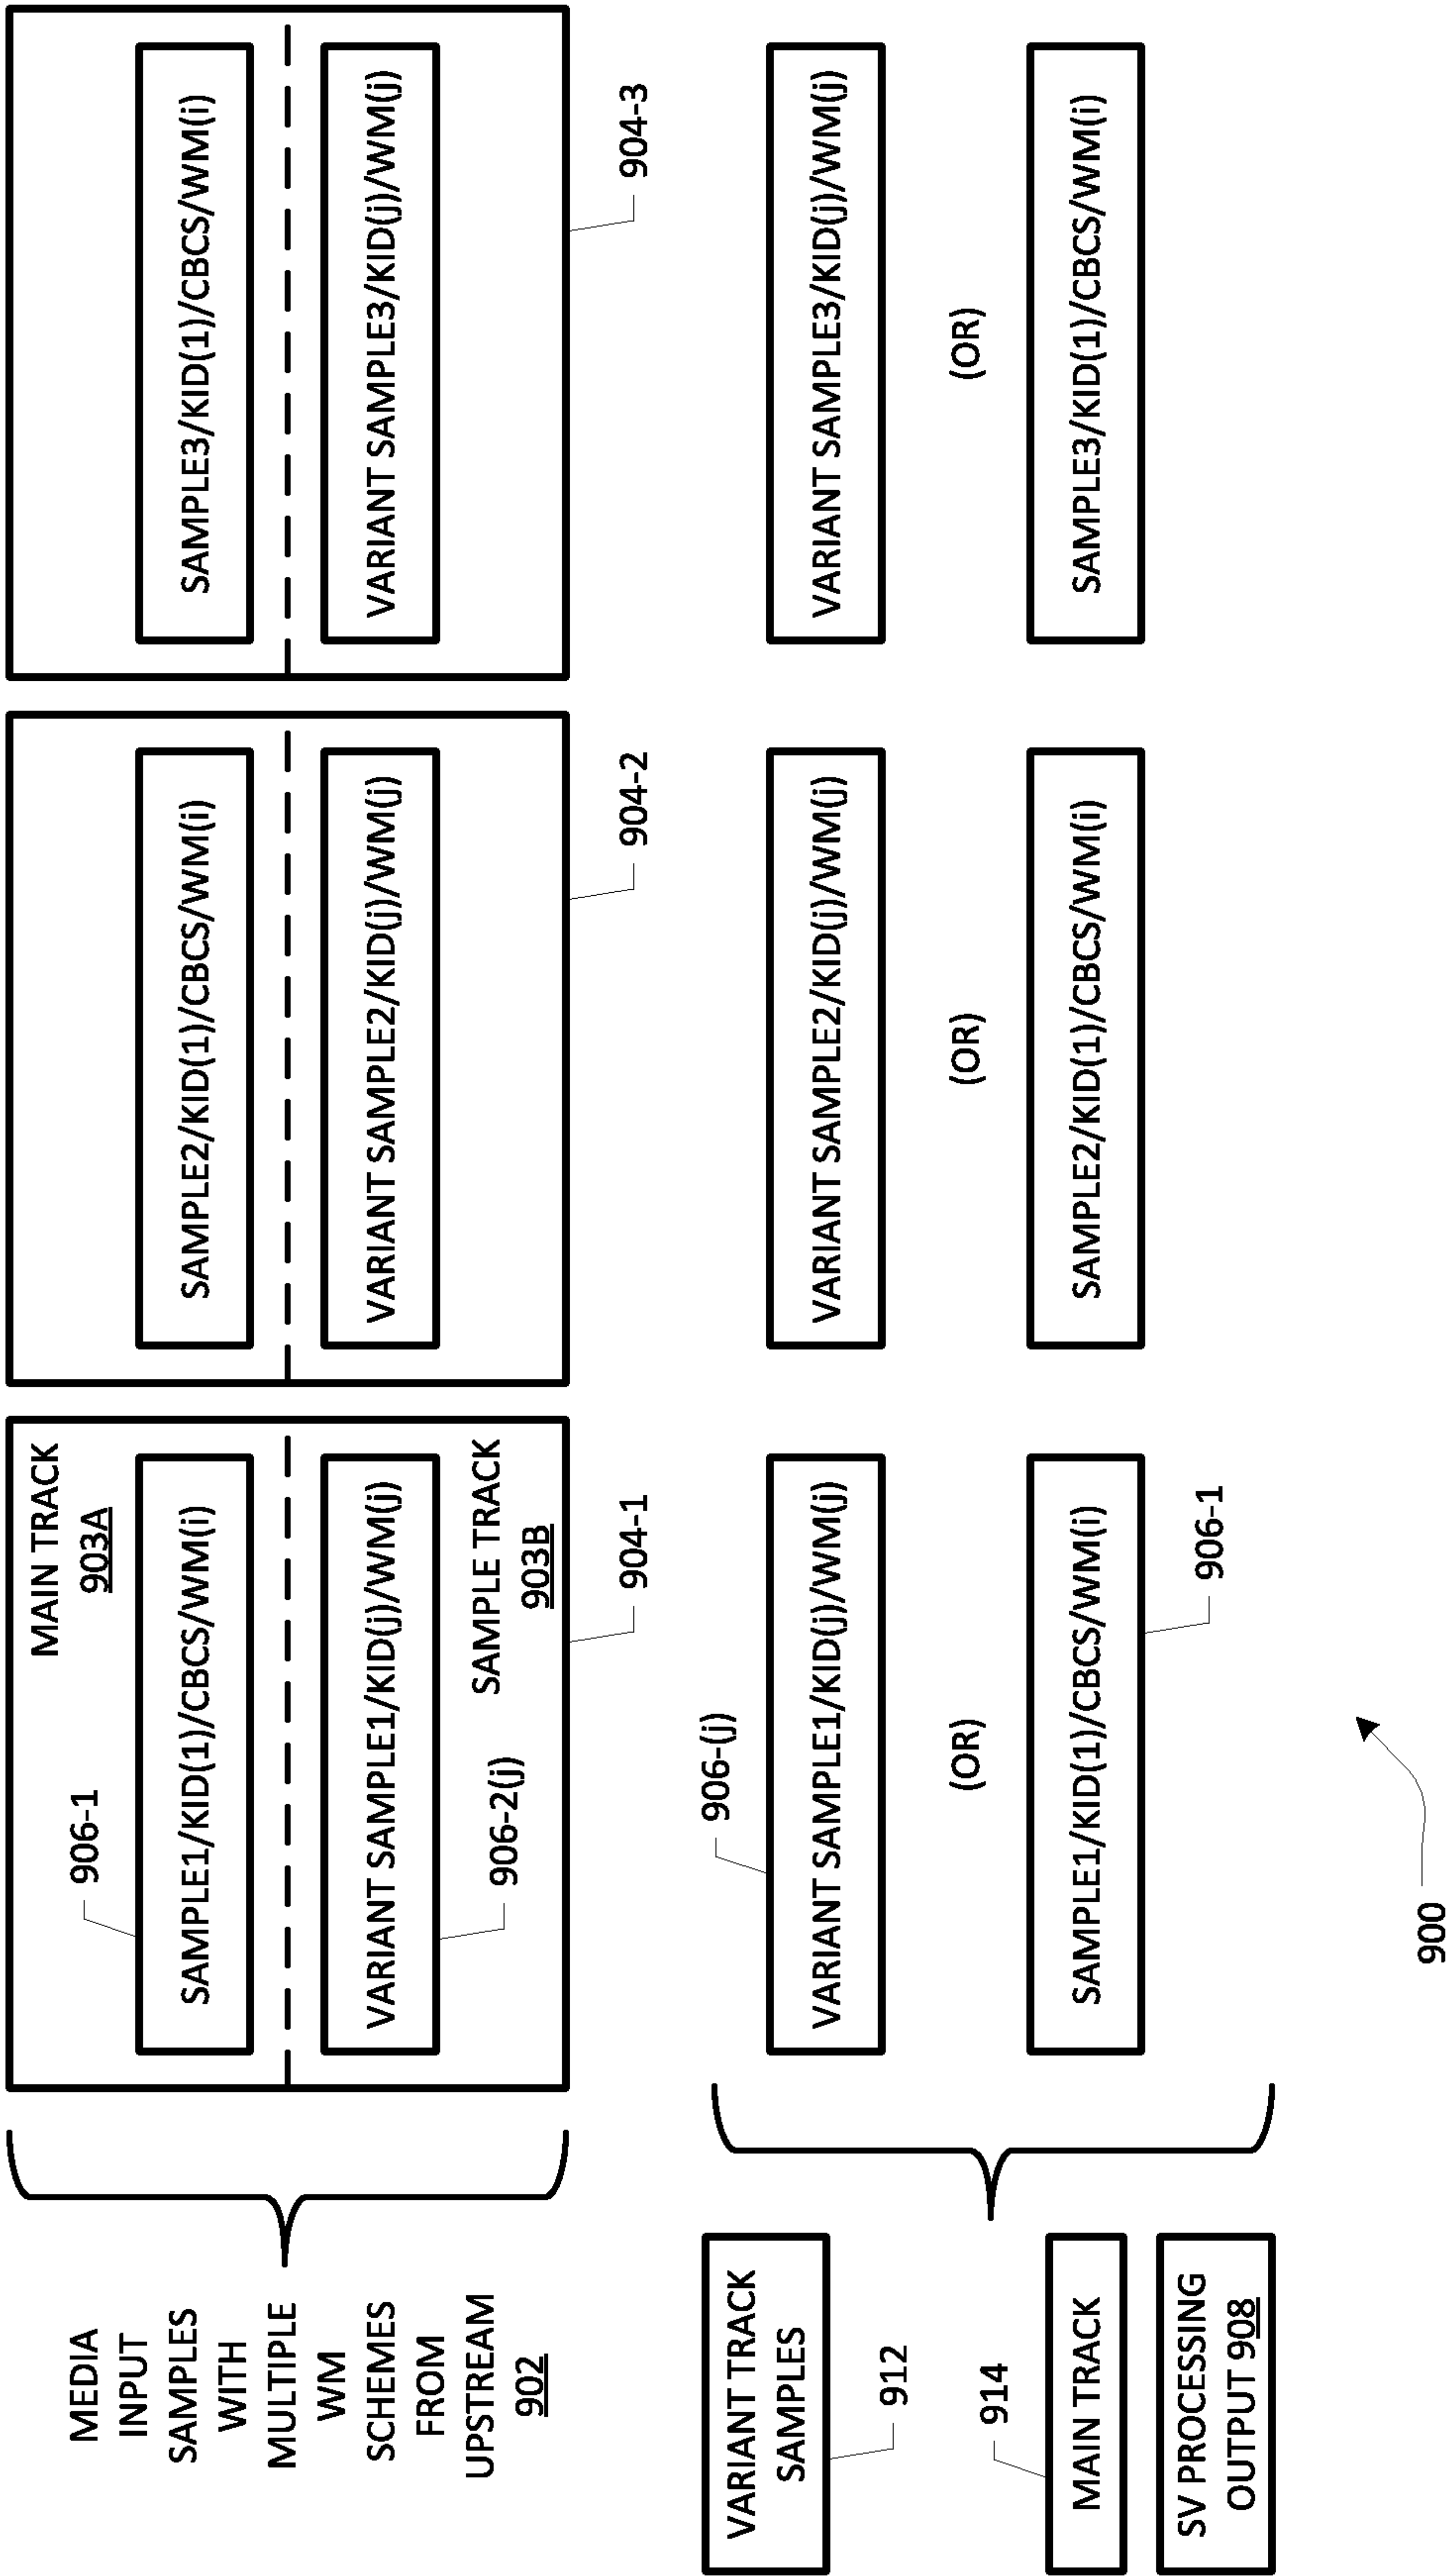 MEDIA
INPUT
SAMPLES
WITH
MULTIPLE
WM
SCHEMES
FROM
UPSTREAM
902
MAIN TRACK
903A
906-1
SAMPLE1/KID(1)/CBCS/WM(i)
VARIANT SAMPLE1/KID(j)/WM(j)
906-2(j)
SAMPLE TRACK
903B
904-1
SAMPLE2/KID(1)/CBCS/WM(i)
VARIANT SAMPLE2/KID(j)/WM(j)
904-2
SAMPLE3/KID(1)/CBCS/WM(i)
VARIANT SAMPLE3/KID(j)/WM(j)
904-3
VARIANT TRACK
SAMPLES
912
914
MAIN TRACK
SV PROCESSING
OUTPUT 908
906-(j)
VARIANT SAMPLE1/KID(j)/WM(j)
(OR)
SAMPLE1/KID(1)/CBCS/WM(i)
906-1
VARIANT SAMPLE2/KID(j)/WM(j)
(OR)
SAMPLE2/KID(1)/CBCS/WM(i)
VARIANT SAMPLE3/KID(j)/WM(j)
(OR)
SAMPLE3/KID(1)/CBCS/WM(i)
900